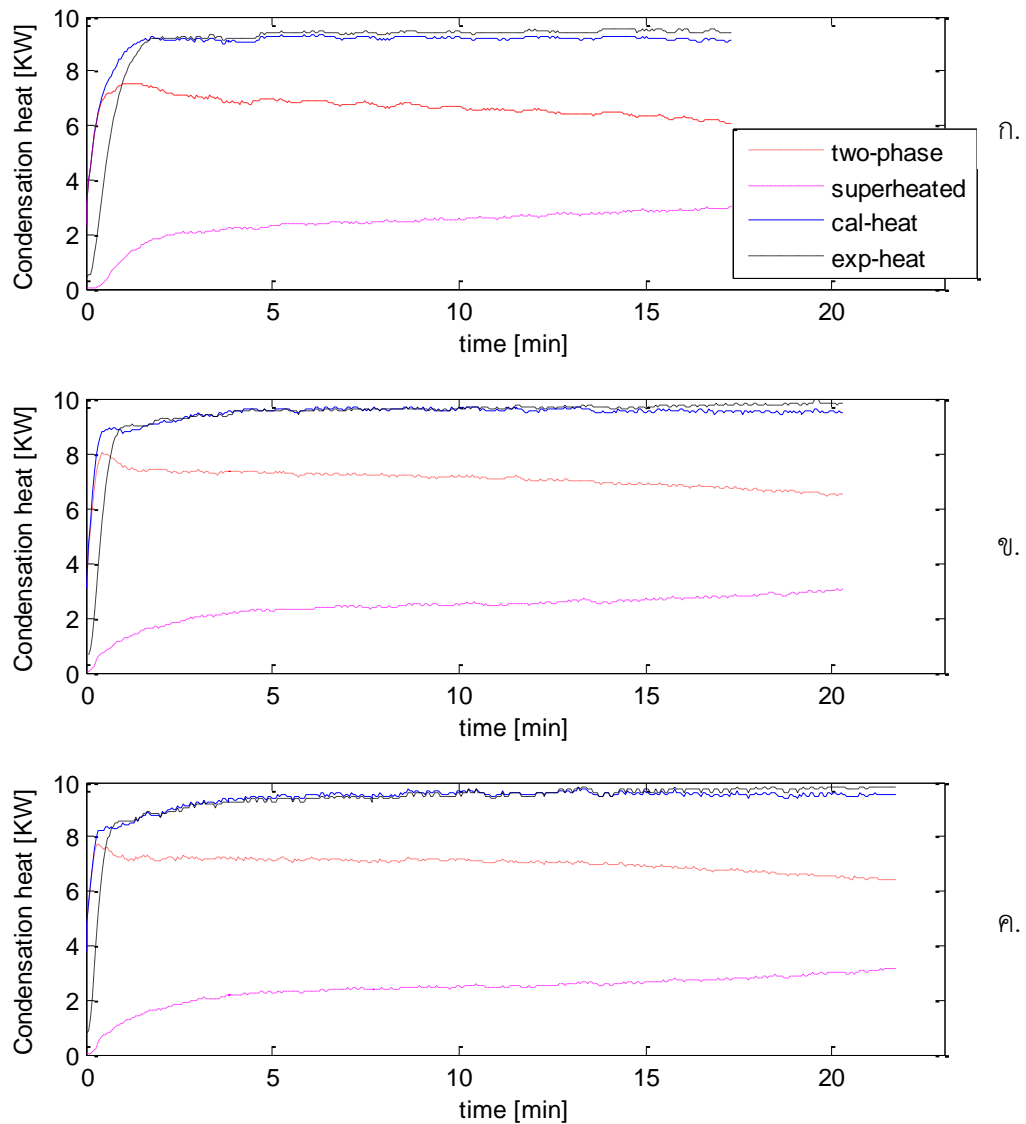 Condensation heat [KW]
10
8
6
4
2
0
0 5 10 15 20
time [min]
two-phase
superheated
cal-heat
exp-heat
ก.
Condensation heat [KW]
10
8
6
4
2
0
0 5 10 15 20
time [min]
ข.
Condensation heat [KW]
10
8
6
4
2
0
0 5 10 15 20
time [min]
ค.